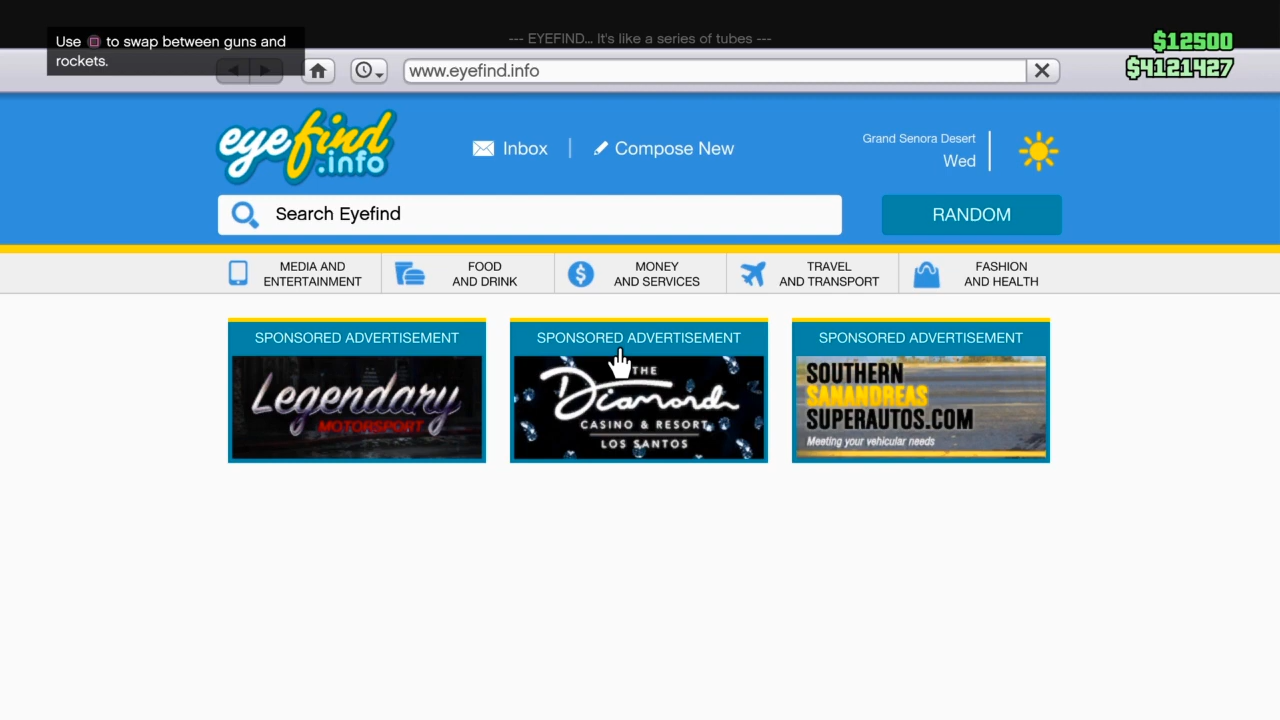 Use to swap between guns and
rockets.
--- EYEFIND... It's like a series of tubes ---
$12500
$4121427
www.eyefind.info
eyefind
.info
Inbox
Compose New
Grand Senora Desert
Wed
Search Eyefind
RANDOM
MEDIA AND
ENTERTAINMENT
FOOD
AND DRINK
MONEY
AND SERVICES
TRAVEL
AND TRANSPORT
FASHION
AND HEALTH
SPONSORED ADVERTISEMENT
Legendary
MOTORSPORT
SPONSORED ADVERTISEMENT
THE
Diamond
CASINO & RESORT
LOS SANTOS
SPONSORED ADVERTISEMENT
SOUTHERN
SANANDREAS
SUPERAUTOS.COM
Meeting your vehicular needs